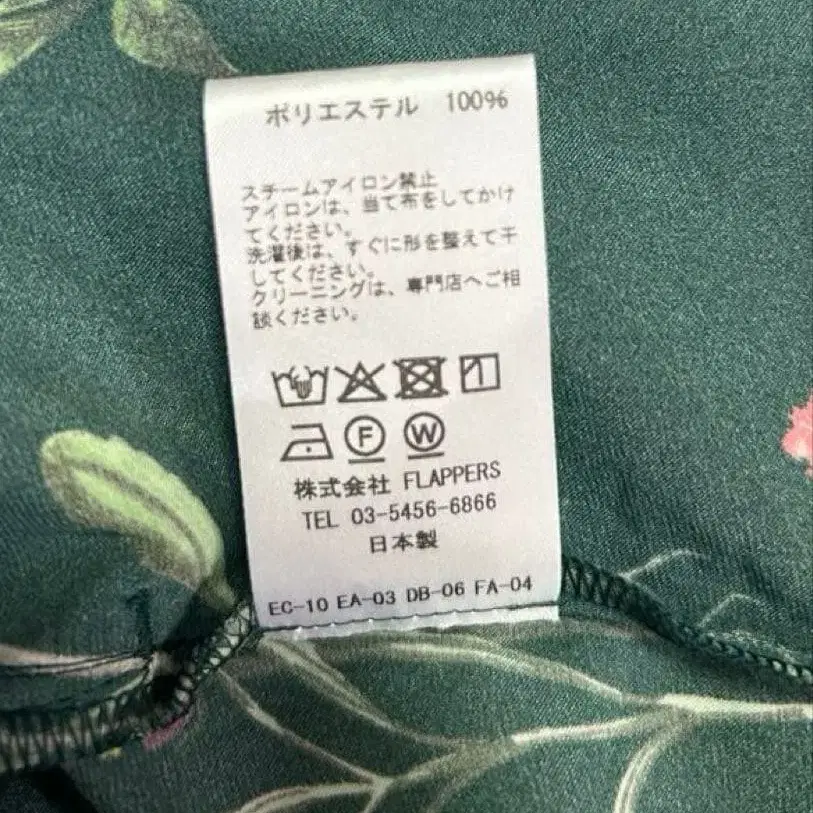 ポリエステル 100%
スチームアイロン禁止
アイロンは、当て布をしてかけ
てください。
洗濯後は、すぐに形を整えて干
してください。
クリーニングは、専門店へご相
談ください。
F W
株式会社 FLAPPERS
TEL 03-5456-6866
日本製
EC-10 EA-03 DB-06 FA-04